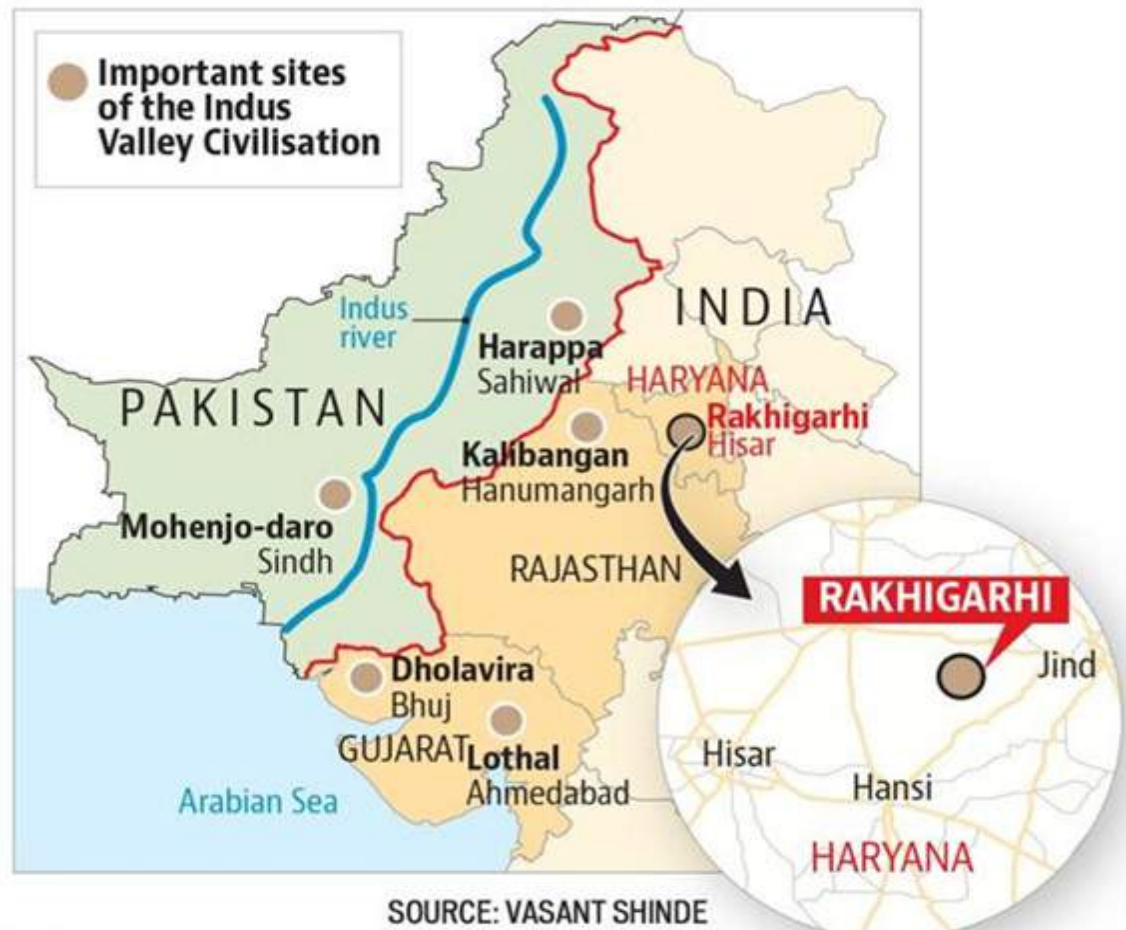 Important sites
of the Indus
Valley Civilisation
INDIA
Indus
river
Harappa
Sahiwal
HARYANA
PAKISTAN
Rakhigarhi
Hisar
Kalibangan
Hanumangarh
Mohenjo-daro
Sindh
RAJASTHAN
RAKHIGARHI
Jind
Dholavira
Bhuj
GUJARAT
Lothal
Ahmedabad
Arabian Sea
Hisar
Hansi
HARYANA
SOURCE: VASANT SHINDE